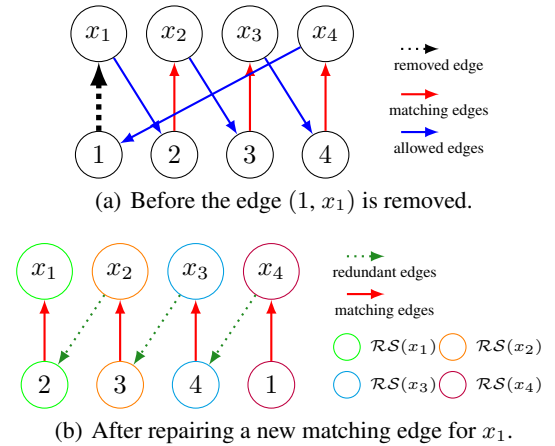 x1 x2 x3 x4
removed edge
matching edges
allowed edges
1 2 3 4
(a) Before the edge (1, x1) is removed.
x1 x2 x3 x4
redundant edges
matching edges
RS(x1) RS(x2)
2 3 4 1
RS(x3) RS(x4)
(b) After repairing a new matching edge for x1.